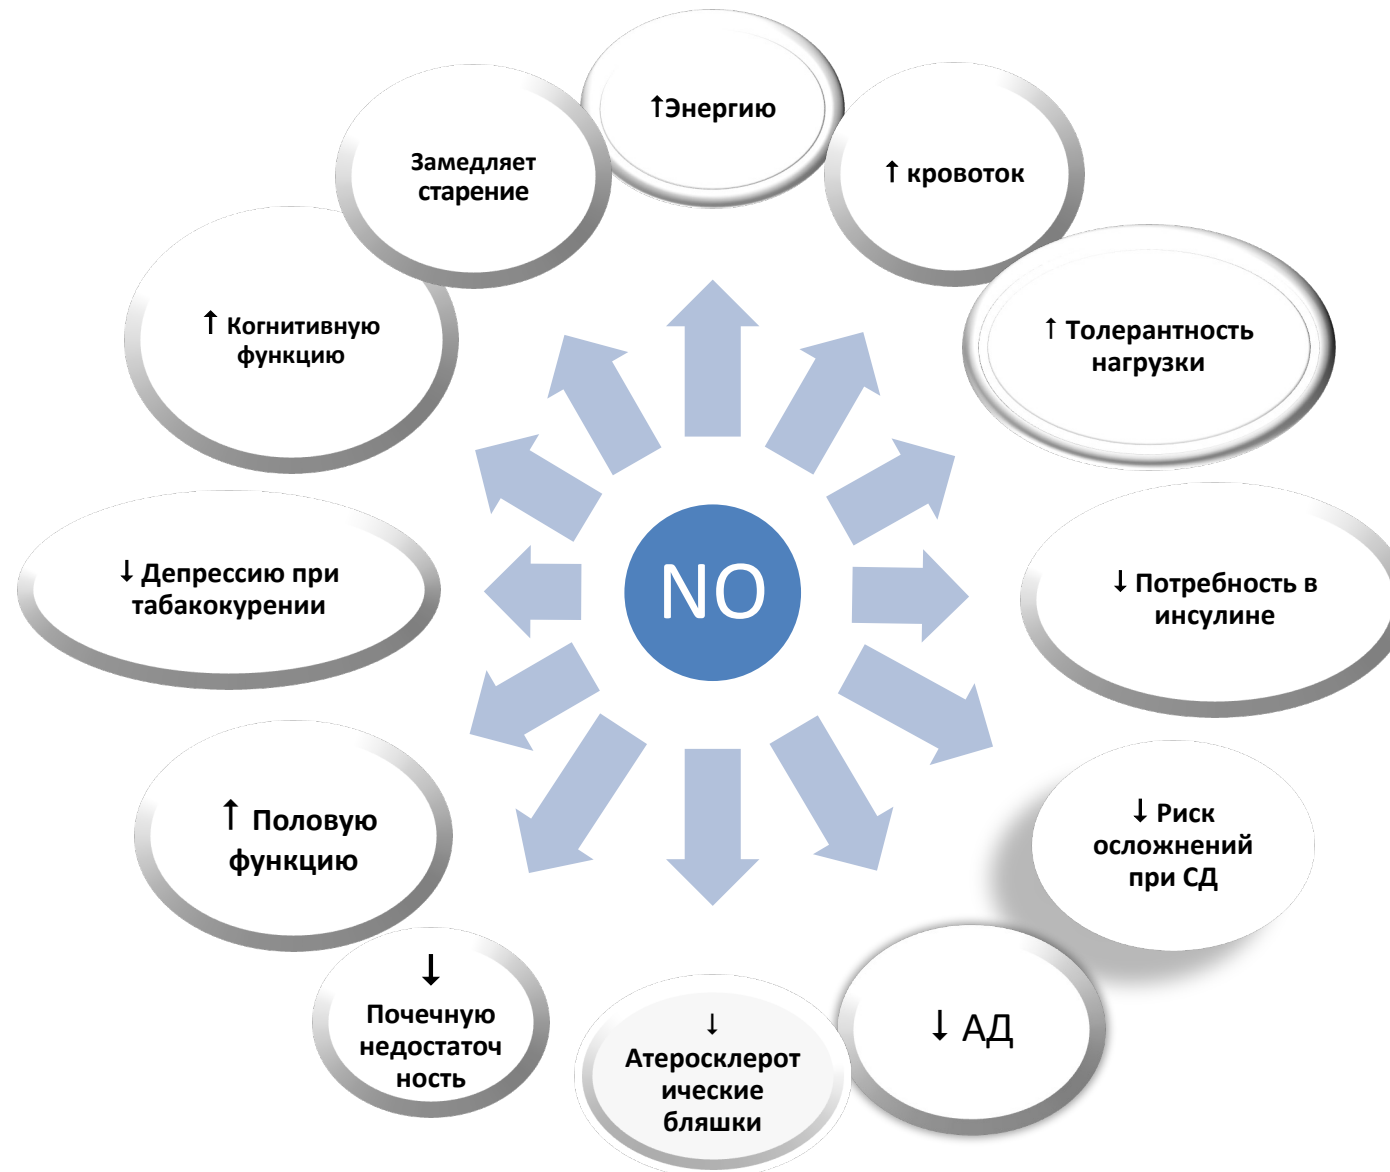 ↑Энергию
↑ кровоток
↑ Толерантность
нагрузки
↓ Потребность в
инсулине
↓ Риск
осложнений
при СД
↓ АД
↓
Атеросклерот
ические
бляшки
↓
Почечную
недостаточ
ность
↑ Половую
функцию
↓ Депрессию при
табакокурении
↑ Когнитивную
функцию
Замедляет
старение
NO